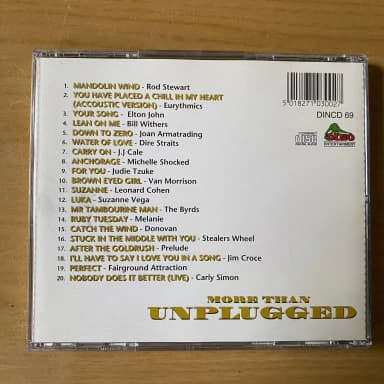 1. MANDOLIN WIND - Rod Stewart
2. YOU HAVE PLACED A CHILL IN MY HEART
(ACCOUSTIC VERSION) - Eurythmics
3. YOUR SONG - Elton John
4. LEAN ON ME - Bill Withers
5. DOWN TO ZERO - Joan Armatrading
6. WATER OF LOVE - Dire Straits
7. CARRY ON - J.J Cale
8. ANCHORAGE - Michelle Shocked
9. FOR YOU - Judie Tzuke
10. BROWN EYED GIRL - Van Morrison
11. SUZANNE - Leonard Cohen
12. LUKA - Suzanne Vega
13. MR TAMBOURINE MAN - The Byrds
14. RUBY TUESDAY - Melanie
15. CATCH THE WIND - Donovan
16. STUCK IN THE MIDDLE WITH YOU - Stealers Wheel
17. AFTER THE GOLDRUSH - Prelude
18. I'LL HAVE TO SAY I LOVE YOU IN A SONG - Jim Croce
19. PERFECT - Fairground Attraction
20. NOBODY DOES IT BETTER (LIVE) - Carly Simon
5 018271 030027
DINCD 69
DINO
ENTERTAINMENT
MORE THAN
UNPLUGGED